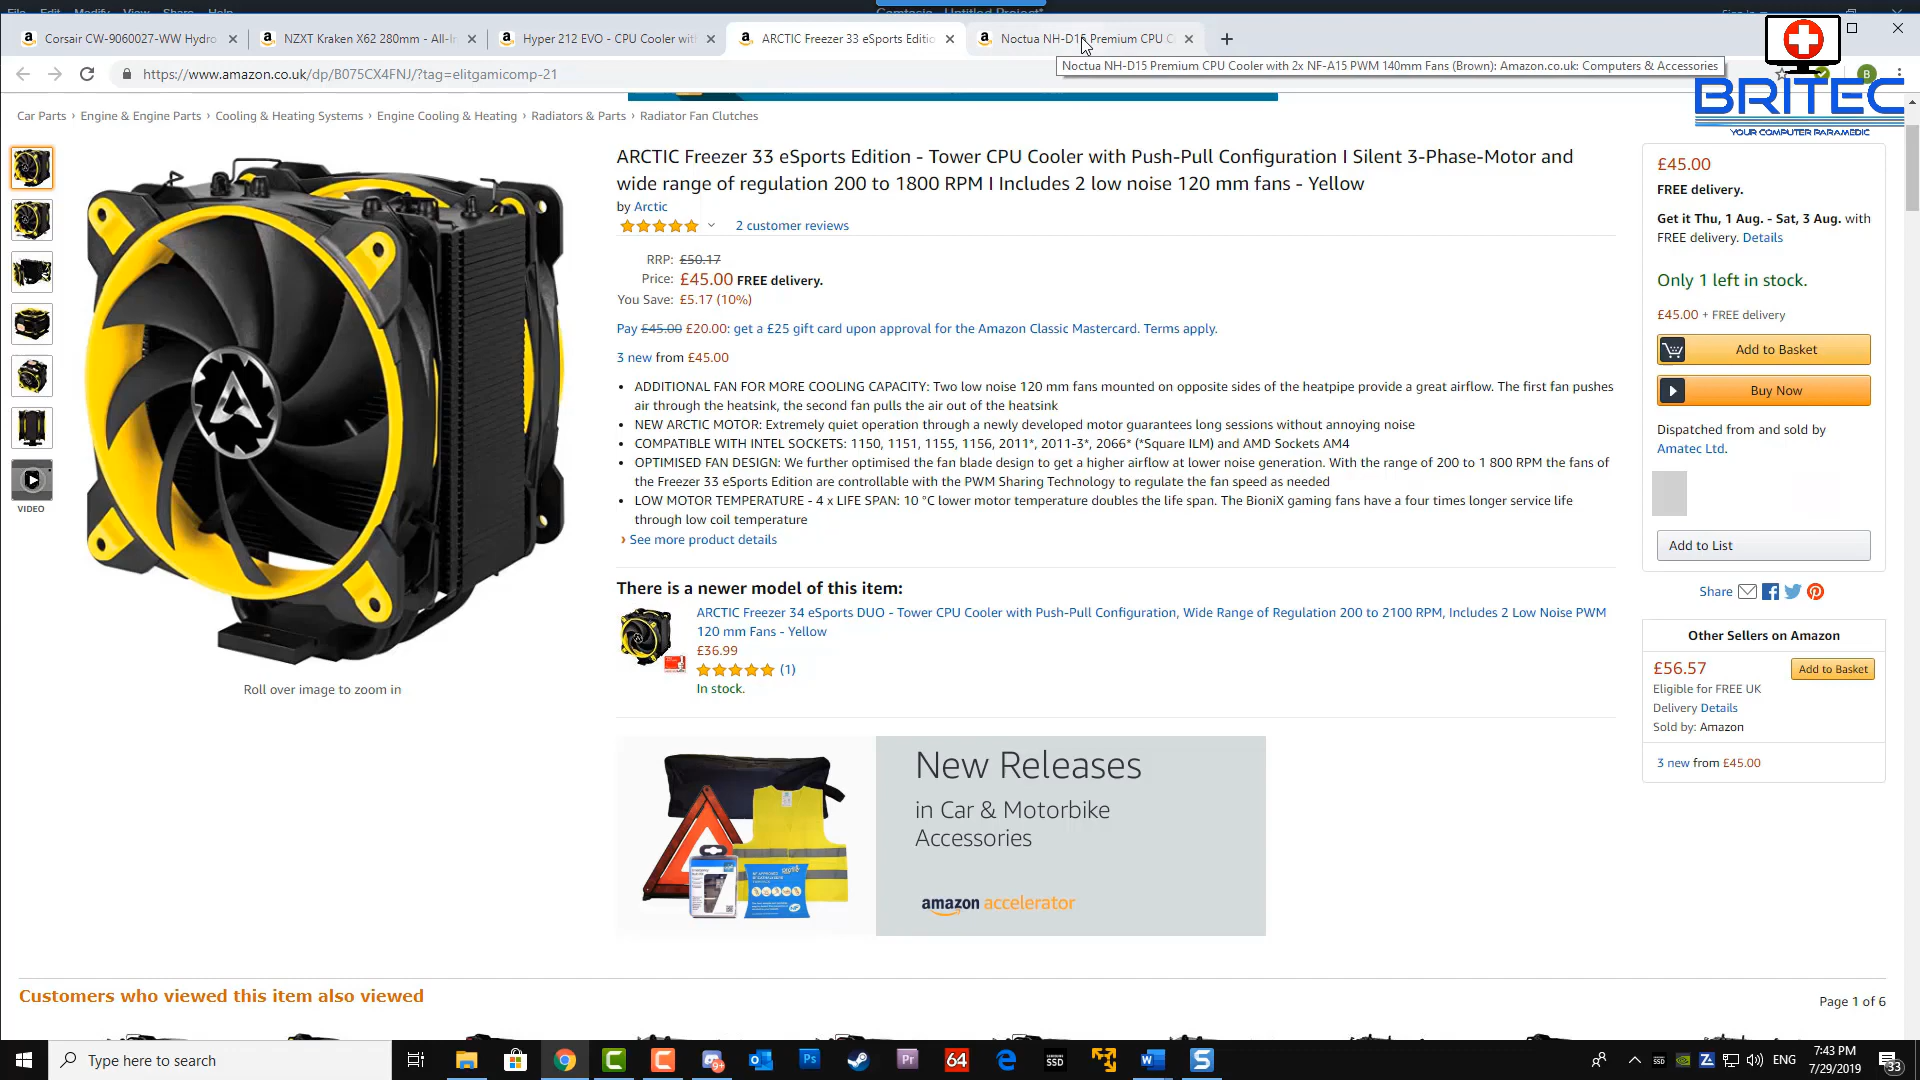 File Edit Modify View Share Help
Camtasia - Untitled Project*
Corsair CW-9060027-WW Hydro
NZXT Kraken X62 280mm - All-In
Hyper 212 EVO - CPU Cooler with
ARCTIC Freezer 33 eSports Editio
Noctua NH-D15 Premium CPU C
https://www.amazon.co.uk/dp/B075CX4FNJ/?tag=elitgamicomp-21
Noctua NH-D15 Premium CPU Cooler with 2x NF-A15 PWM 140mm Fans (Brown): Amazon.co.uk: Computers & Accessories
B
BRITEC
YOUR COMPUTER PARAMEDIC
Car Parts › Engine & Engine Parts › Cooling & Heating Systems › Engine Cooling & Heating › Radiators & Parts › Radiator Fan Clutches
ARCTIC Freezer 33 eSports Edition - Tower CPU Cooler with Push-Pull Configuration I Silent 3-Phase-Motor and
wide range of regulation 200 to 1800 RPM I Includes 2 low noise 120 mm fans - Yellow
by Arctic
2 customer reviews
RRP: £50.17
Price: £45.00 FREE delivery.
You Save: £5.17 (10%)
Pay £45.00 £20.00: get a £25 gift card upon approval for the Amazon Classic Mastercard. Terms apply.
3 new from £45.00
• ADDITIONAL FAN FOR MORE COOLING CAPACITY: Two low noise 120 mm fans mounted on opposite sides of the heatpipe provide a great airflow. The first fan pushes
air through the heatsink, the second fan pulls the air out of the heatsink
• NEW ARCTIC MOTOR: Extremely quiet operation through a newly developed motor guarantees long sessions without annoying noise
• COMPATIBLE WITH INTEL SOCKETS: 1150, 1151, 1155, 1156, 2011*, 2011-3*, 2066* (*Square ILM) and AMD Sockets AM4
• OPTIMISED FAN DESIGN: We further optimised the fan blade design to get a higher airflow at lower noise generation. With the range of 200 to 1 800 RPM the fans of
the Freezer 33 eSports Edition are controllable with the PWM Sharing Technology to regulate the fan speed as needed
• LOW MOTOR TEMPERATURE - 4 x LIFE SPAN: 10 °C lower motor temperature doubles the life span. The BioniX gaming fans have a four times longer service life
through low coil temperature
› See more product details
There is a newer model of this item:
ARCTIC Freezer 34 eSports DUO - Tower CPU Cooler with Push-Pull Configuration, Wide Range of Regulation 200 to 2100 RPM, Includes 2 Low Noise PWM
120 mm Fans - Yellow
£36.99
(1)
In stock.
VIDEO
Roll over image to zoom in
£45.00
FREE delivery.
Get it Thu, 1 Aug. - Sat, 3 Aug. with
FREE delivery. Details
Only 1 left in stock.
£45.00 + FREE delivery
Add to Basket
Buy Now
Dispatched from and sold by
Amatec Ltd.
Add to List
Share
Other Sellers on Amazon
£56.57
Add to Basket
Eligible for FREE UK
Delivery Details
Sold by: Amazon
3 new from £45.00
New Releases
in Car & Motorbike
Accessories
amazon accelerator
Customers who viewed this item also viewed
Page 1 of 6
Type here to search
9+
Ps
Pr
64
SSD
ENG
7:43 PM
7/29/2019
33